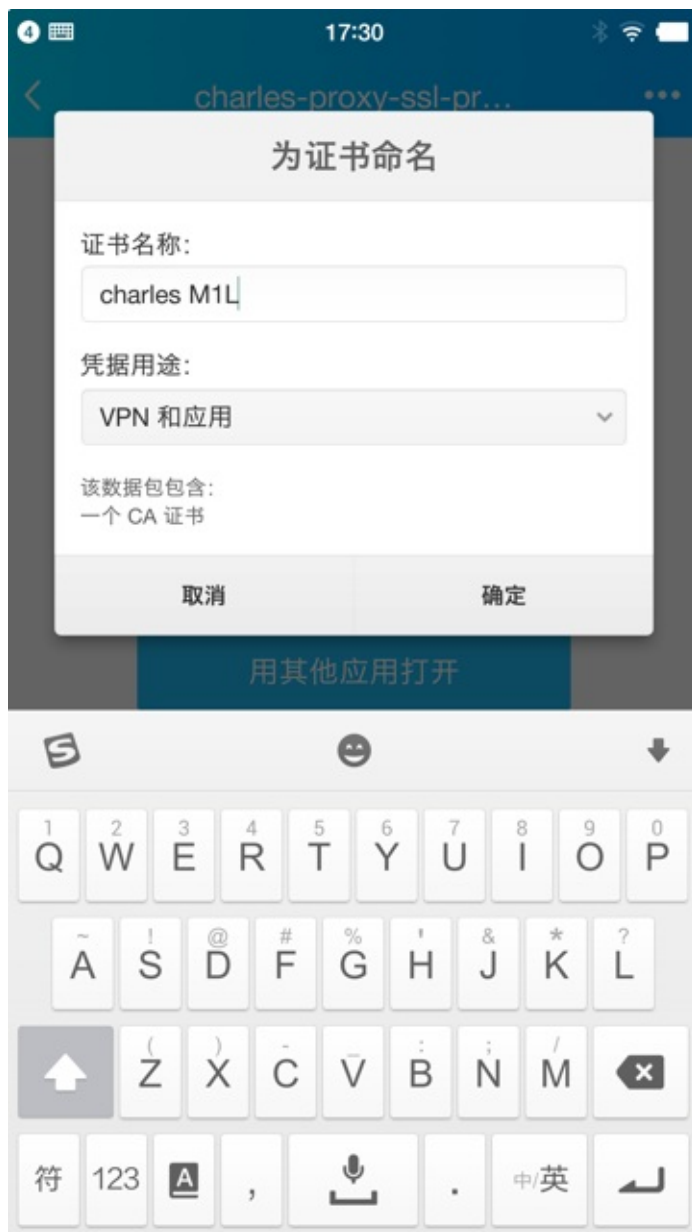 4
17:30
charles-proxy-ssl-pr...
为证书命名
证书名称:
charles M1L
凭据用途:
VPN 和应用
该数据包包含:
一个 CA 证书
取消 确定
用其他应用打开
1 2 3 4 5 6 7 8 9 0
Q W E R T Y U I O P
~ ! @ # % ' & * ?
A S D F G H J K L
( ) - _ : ; /
Z X C V B N M
符 123 A , . 中/英